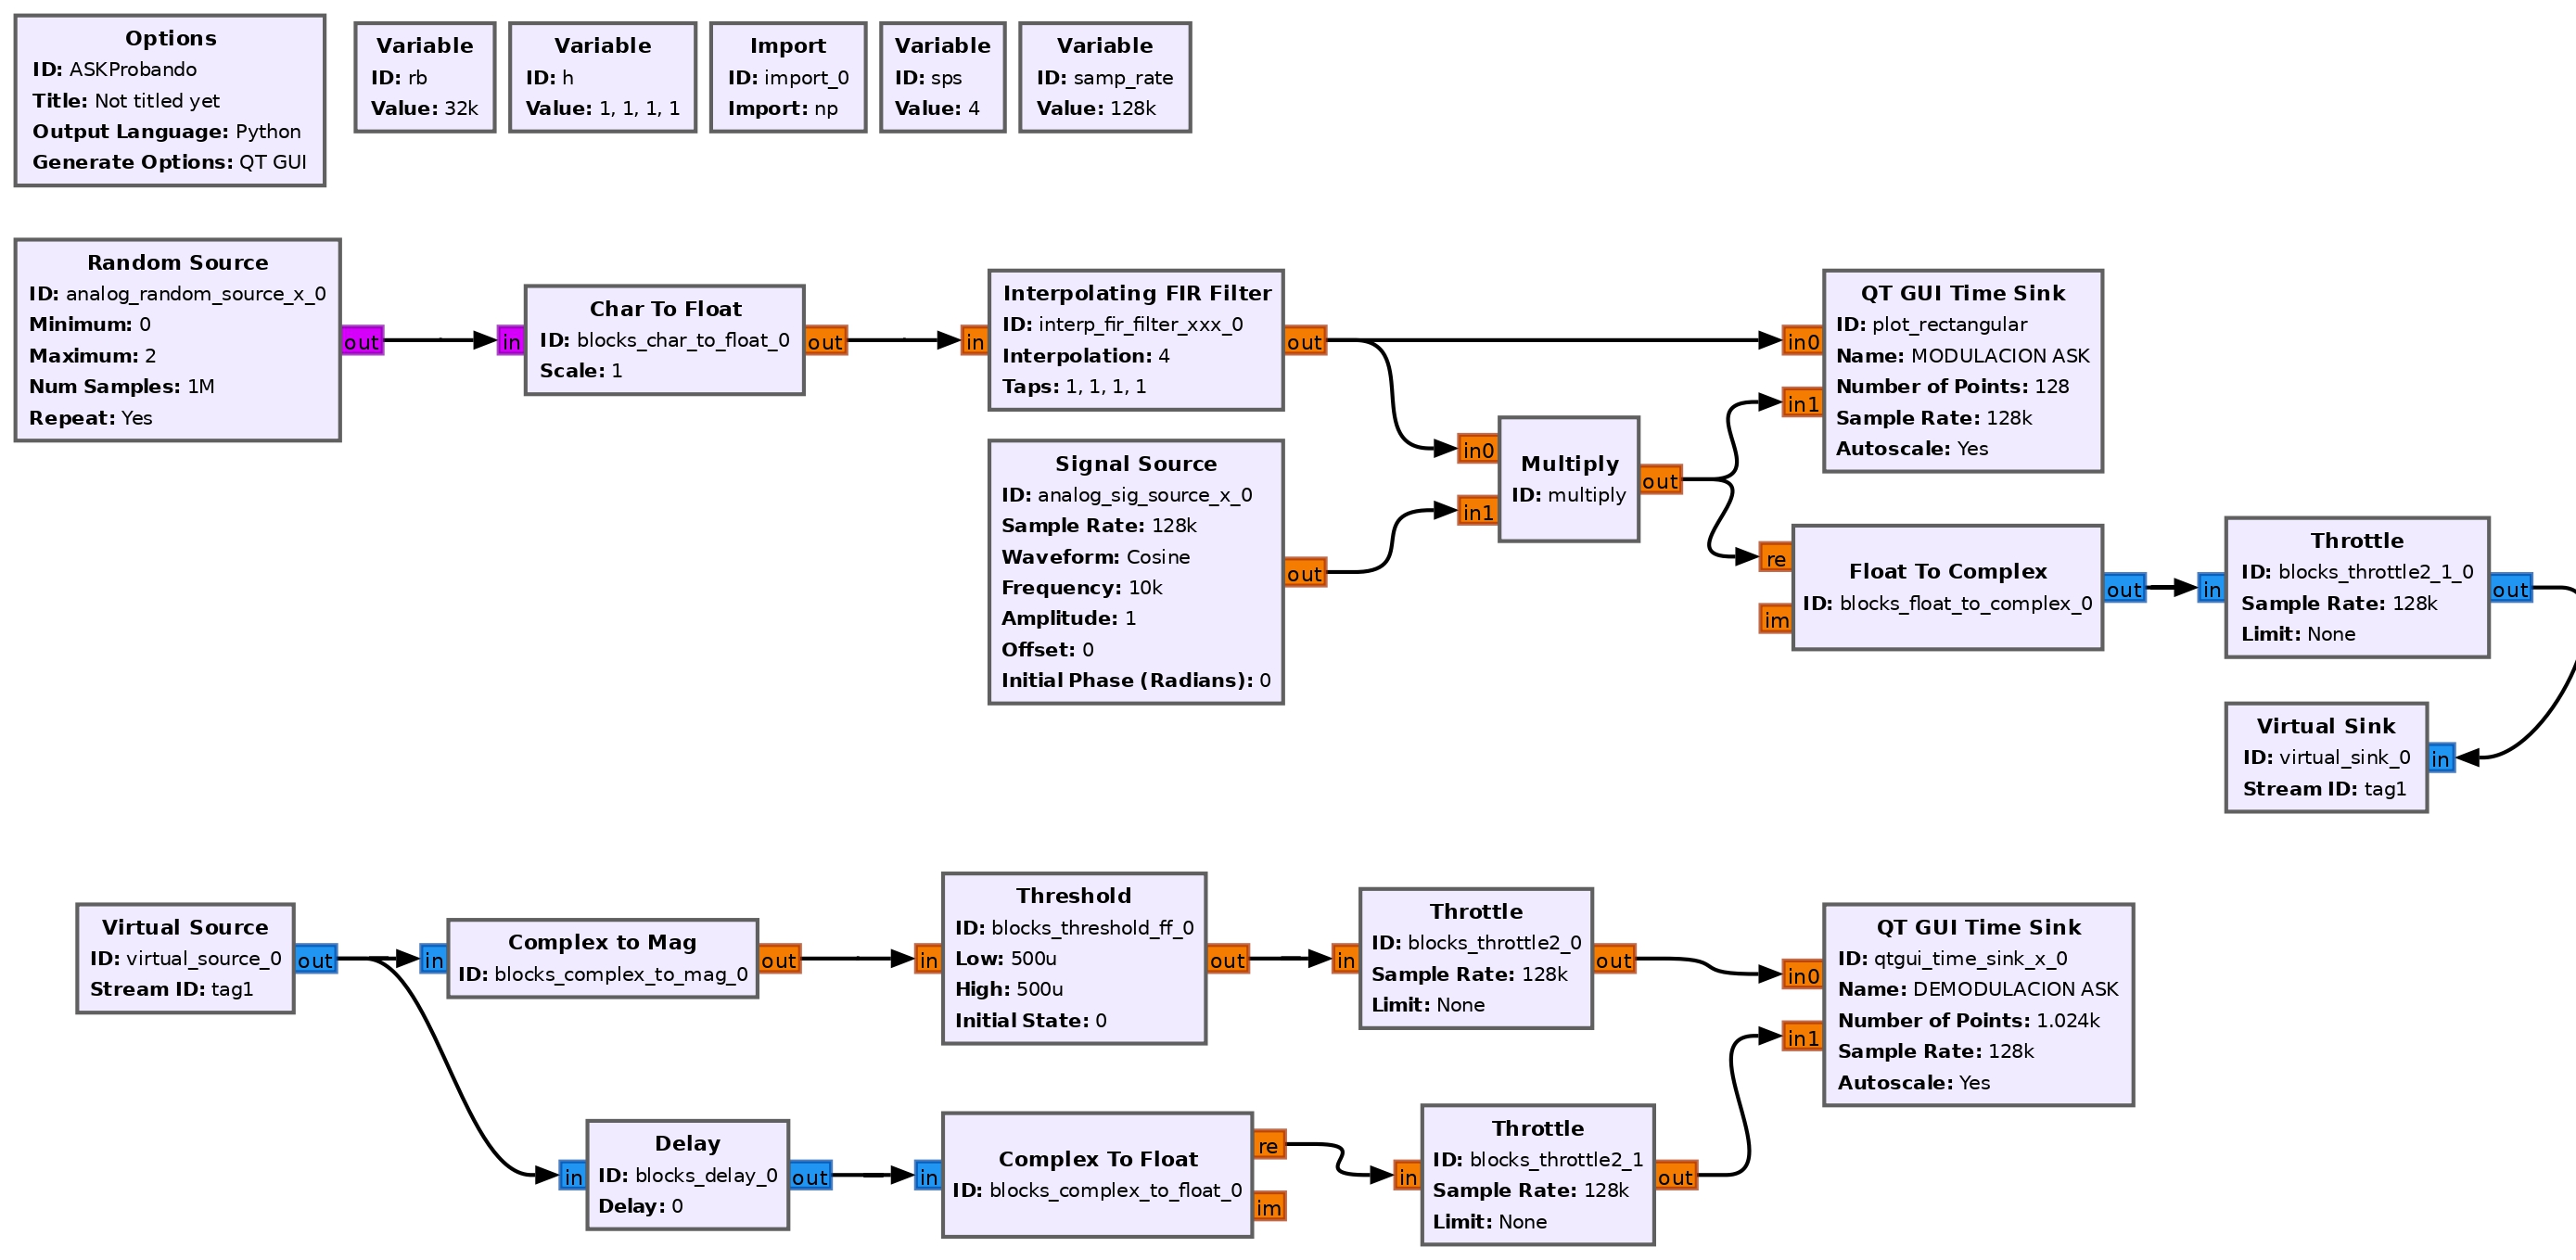 Options
ID: ASKProbando
Title: Not titled yet
Output Language: Python
Generate Options: QT GUI
Variable
ID: rb
Value: 32k
Variable
ID: h
Value: 1, 1, 1, 1
Import
ID: import_0
Import: np
Variable
ID: sps
Value: 4
Variable
ID: samp_rate
Value: 128k
Random Source
ID: analog_random_source_x_0
Minimum: 0
Maximum: 2
Num Samples: 1M
Repeat: Yes
out
in
Char To Float
ID: blocks_char_to_float_0
Scale: 1
out
in
Interpolating FIR Filter
ID: interp_fir_filter_xxx_0
Interpolation: 4
Taps: 1, 1, 1, 1
out
Signal Source
ID: analog_sig_source_x_0
Sample Rate: 128k
Waveform: Cosine
Frequency: 10k
Amplitude: 1
Offset: 0
Initial Phase (Radians): 0
out
in0
in1
Multiply
ID: multiply
out
in0
in1
QT GUI Time Sink
ID: plot_rectangular
Name: MODULACION ASK
Number of Points: 128
Sample Rate: 128k
Autoscale: Yes
re
im
Float To Complex
ID: blocks_float_to_complex_0
out
in
Throttle
ID: blocks_throttle2_1_0
Sample Rate: 128k
Limit: None
out
Virtual Sink
ID: virtual_sink_0
Stream ID: tag1
in
Virtual Source
ID: virtual_source_0
Stream ID: tag1
out
in
Complex to Mag
ID: blocks_complex_to_mag_0
out
in
Threshold
ID: blocks_threshold_ff_0
Low: 500u
High: 500u
Initial State: 0
out
in
Throttle
ID: blocks_throttle2_0
Sample Rate: 128k
Limit: None
out
in0
in1
QT GUI Time Sink
ID: qtgui_time_sink_x_0
Name: DEMODULACION ASK
Number of Points: 1.024k
Sample Rate: 128k
Autoscale: Yes
in
Delay
ID: blocks_delay_0
Delay: 0
out
in
Complex To Float
ID: blocks_complex_to_float_0
re
im
in
Throttle
ID: blocks_throttle2_1
Sample Rate: 128k
Limit: None
out